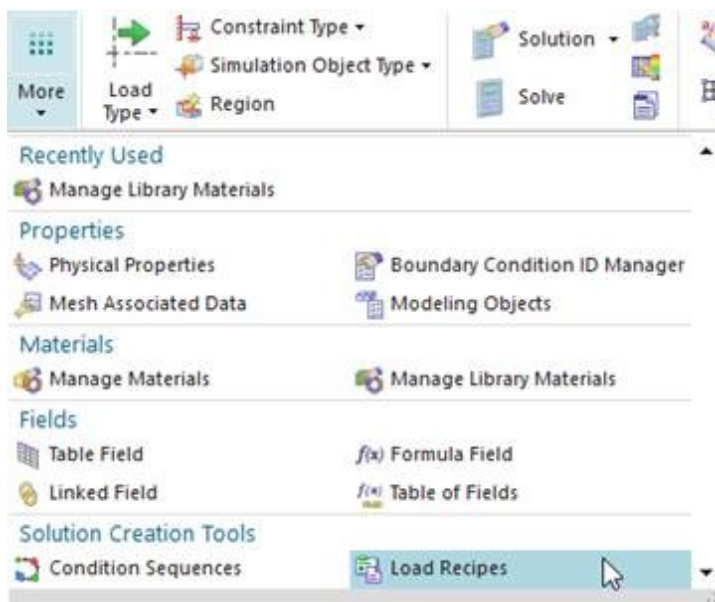 More
Load
Type
Constraint Type
Simulation Object Type
Region
Solution
Solve
Recently Used
Manage Library Materials
Properties
Physical Properties
Boundary Condition ID Manager
Mesh Associated Data
Modeling Objects
Materials
Manage Materials
Manage Library Materials
Fields
Table Field
f(x) Formula Field
Linked Field
f(x) Table of Fields
Solution Creation Tools
Condition Sequences
Load Recipes